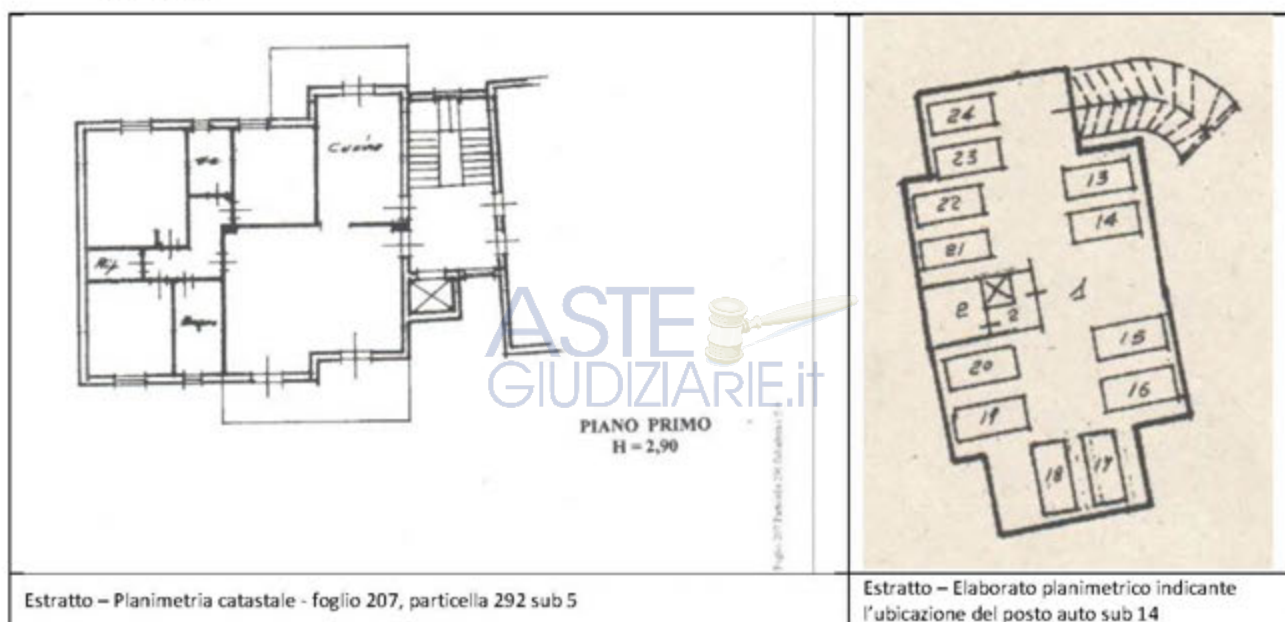 Cucina
Wc
Rip
Bagno
PIANO PRIMO
H = 2,90
ASTE
GIUDIZIARIE.it
24
23
22
21
13
14
2
2
1
15
16
20
19
18
17
Estratto – Planimetria catastale - foglio 207, particella 292 sub 5
Estratto – Elaborato planimetrico indicante
l'ubicazione del posto auto sub 14